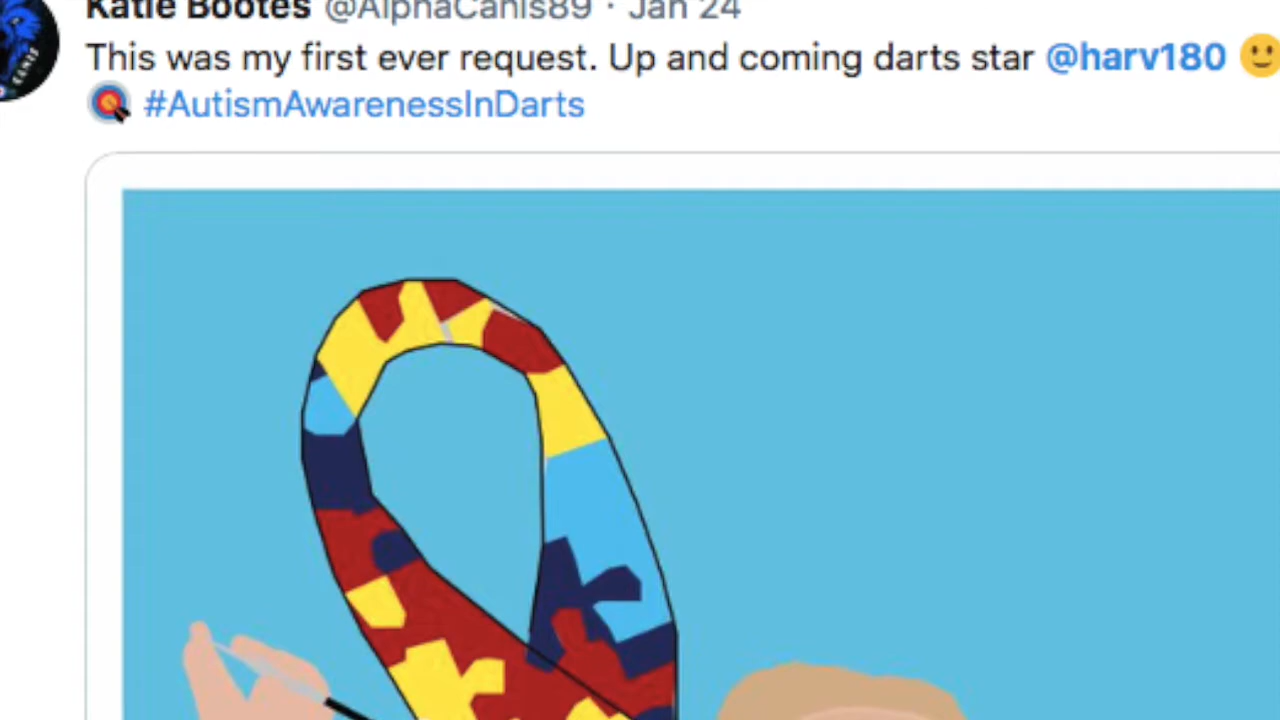 Katie Bootes @AlphaCanis89 · Jan 24
This was my first ever request. Up and coming darts star @harv180 🙂
🎯 #AutismAwarenessInDarts